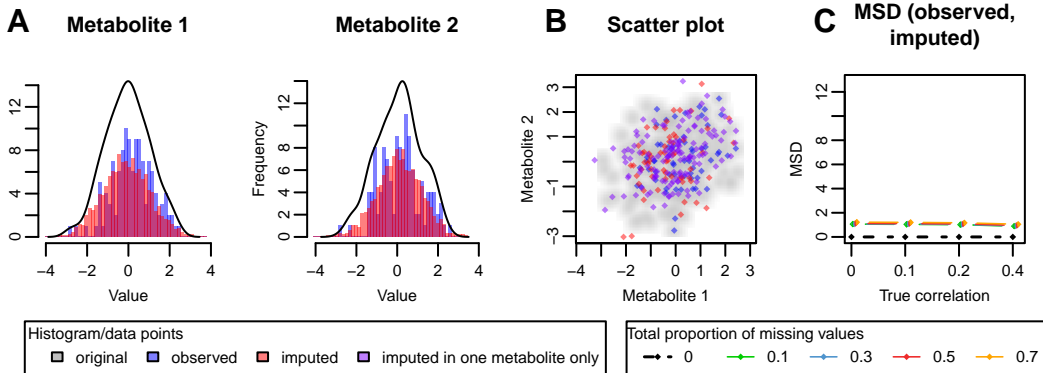 A
Metabolite 1
Metabolite 2
B
Scatter plot
C
MSD (observed,
imputed)
0
4
8
12
−4
−2
0
2
4
Value
Frequency
0
4
8
12
−4
−2
0
2
4
Value
Metabolite 2
−3
−1
1
2
3
−4
−2
0
1
2
3
Metabolite 1
MSD
0
2
4
8
12
0
0.1
0.2
0.4
True correlation
Histogram/data points
original
observed
imputed
imputed in one metabolite only
Total proportion of missing values
0
0.1
0.3
0.5
0.7